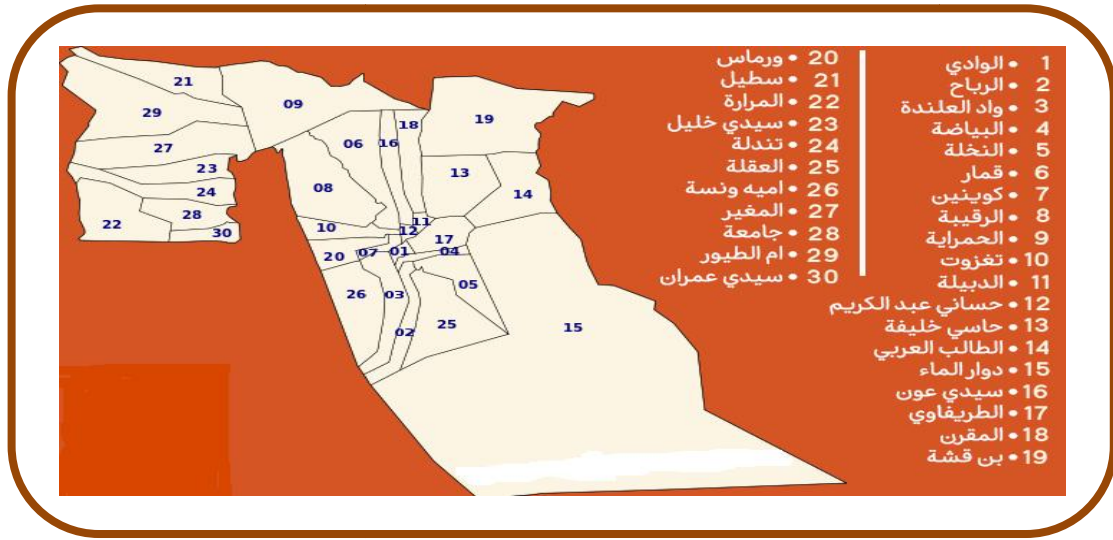 1 • الوادي
2 • الرباح
3 • واد العلندة
4 • البياضة
5 • النخلة
6 • قمار
7 • كوينين
8 • الرقيبة
9 • الحمراية
10 • تغزوت
11 • الدبيلة
12 • حساني عبد الكريم
13 • حاسي خليفة
14 • الطالب العربي
15 • دوار الماء
16 • سيدي عون
17 • الطريفاوي
18 • المقرن
19 • بن قشة
20 • ورماس
21 • سطيل
22 • المرارة
23 • سيدي خليل
24 • تندلة
25 • العقلة
26 • اميه ونسة
27 • المغير
28 • جامعة
29 • ام الطيور
30 • سيدي عمران
21
09
29
18
19
06
16
27
23
13
08
24
14
28
11
22
10
12
30
17
20
07
01
04
05
26
03
25
02
15